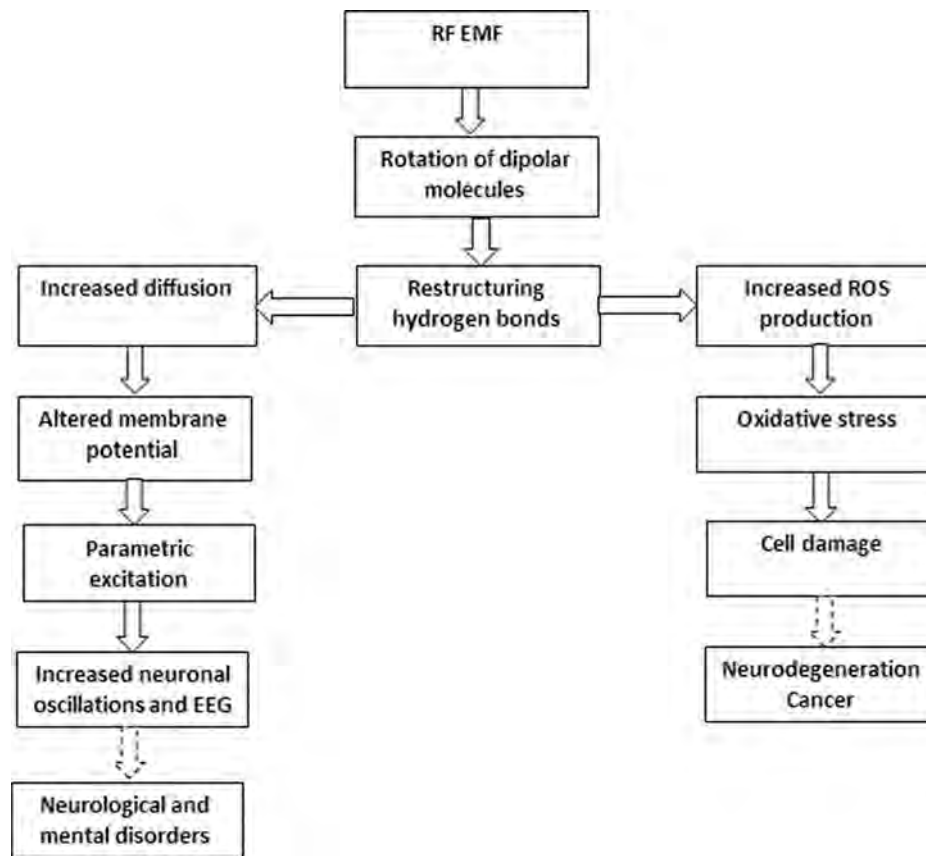 RF EMF
Rotation of dipolar
molecules
Increased diffusion
Restructuring
hydrogen bonds
Increased ROS
production
Altered membrane
potential
Oxidative stress
Parametric
excitation
Cell damage
Increased neuronal
oscillations and EEG
Neurodegeneration
Cancer
Neurological and
mental disorders